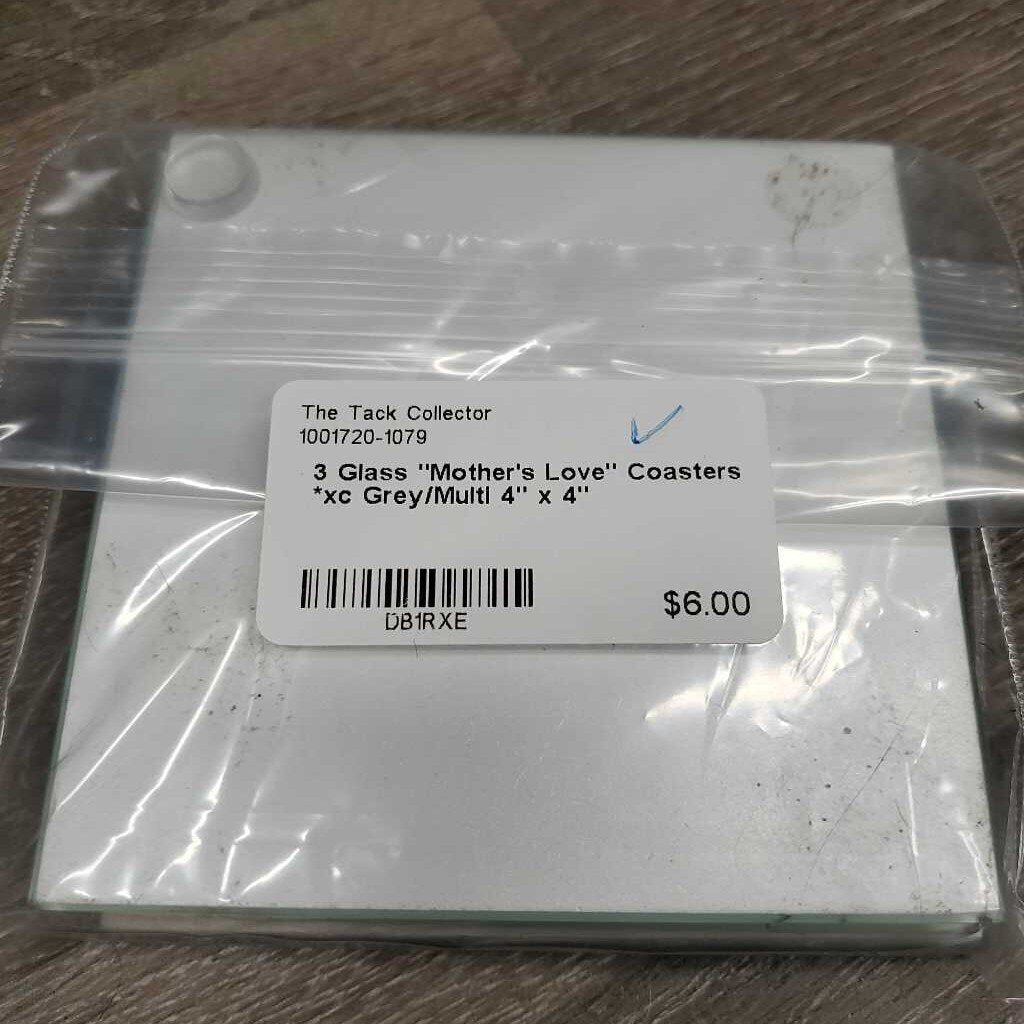 The Tack Collector
1001720-1079
3 Glass "Mother's Love" Coasters
*xc Grey/Multi 4" x 4"
DB1RXE
$6.00